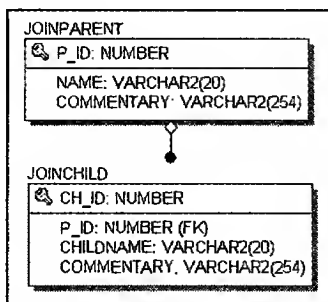 JOINPARENT
P_ID: NUMBER
NAME: VARCHAR2(20)
COMMENTARY: VARCHAR2(254)
JOINCHILD
CH_ID: NUMBER
P_ID: NUMBER (FK)
CHILDNAME: VARCHAR2(20)
COMMENTARY: VARCHAR2(254)